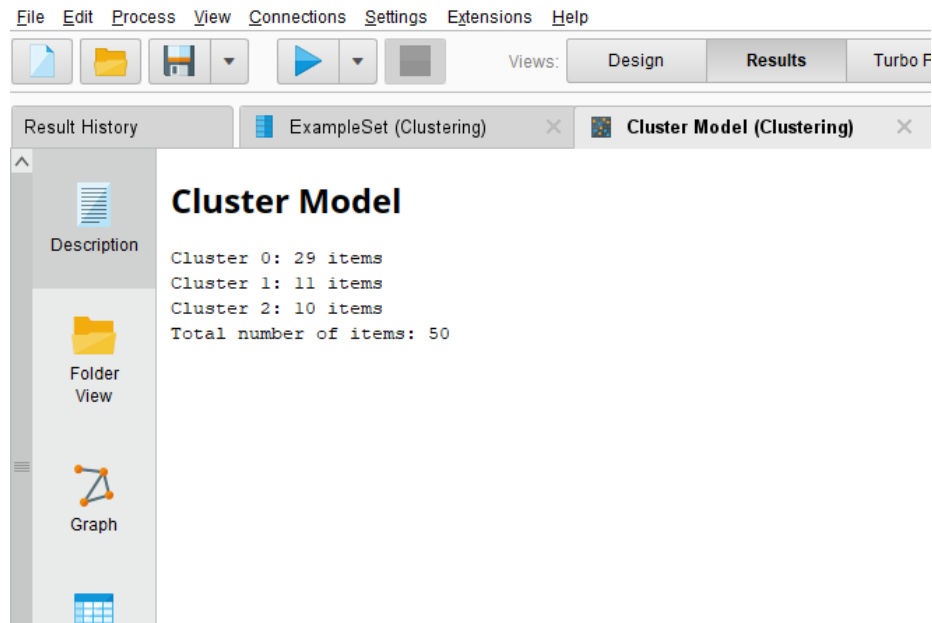 File Edit Process View Connections Settings Extensions Help
Views: Design Results Turbo P
Result History ExampleSet (Clustering) Cluster Model (Clustering)
Cluster Model
Description
Cluster 0: 29 items
Cluster 1: 11 items
Cluster 2: 10 items
Total number of items: 50
Folder
View
Graph